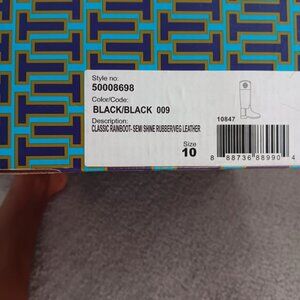 Style no:
50008698
Color/Code:
BLACK/BLACK 009
Description:
CLASSIC RAINBOOT- SEMI SHINE RUBBER/VEG LEATHER
Size
10
10847
8 88736 88990 4